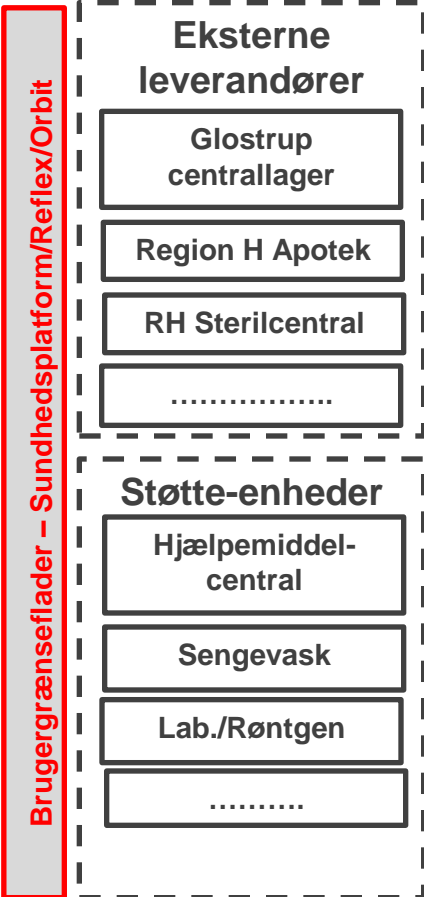 Brugergrænseflader – Sundhedsplatform/Reflex/Orbit
Eksterne
leverandører
Glostrup
centrallager
Region H Apotek
RH Sterilcentral
……………..
Støtte-enheder
Hjælpemiddel-
central
Sengevask
Lab./Røntgen
……….